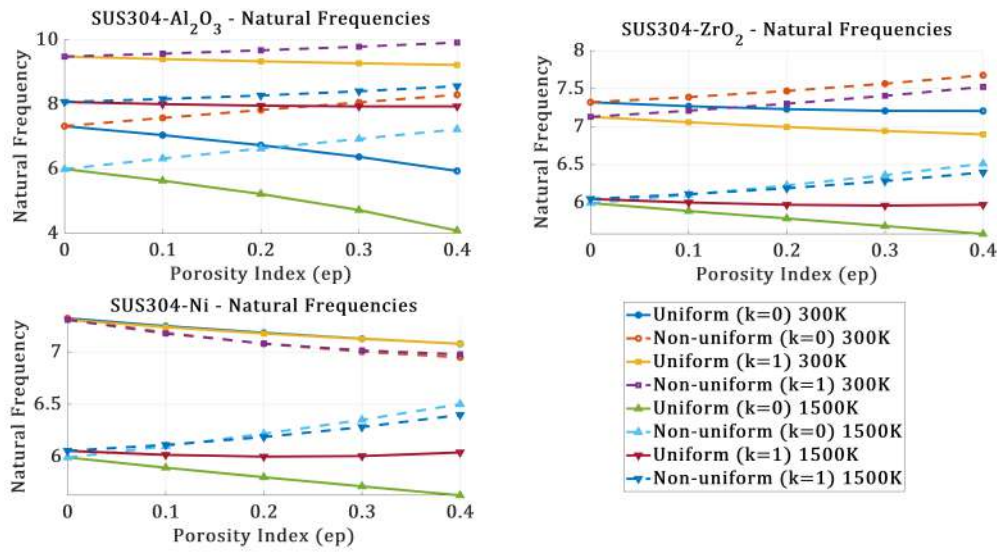 SUS304-Al2O3 - Natural Frequencies
Natural Frequency
10
8
6
4
0 0.1 0.2 0.3 0.4
Porosity Index (ep)
SUS304-ZrO2 - Natural Frequencies
Natural Frequency
8
7.5
7
6.5
6
0 0.1 0.2 0.3 0.4
Porosity Index (ep)
SUS304-Ni - Natural Frequencies
Natural Frequency
7
6.5
6
0 0.1 0.2 0.3 0.4
Porosity Index (ep)
Uniform (k=0) 300K
Non-uniform (k=0) 300K
Uniform (k=1) 300K
Non-uniform (k=1) 300K
Uniform (k=0) 1500K
Non-uniform (k=0) 1500K
Uniform (k=1) 1500K
Non-uniform (k=1) 1500K